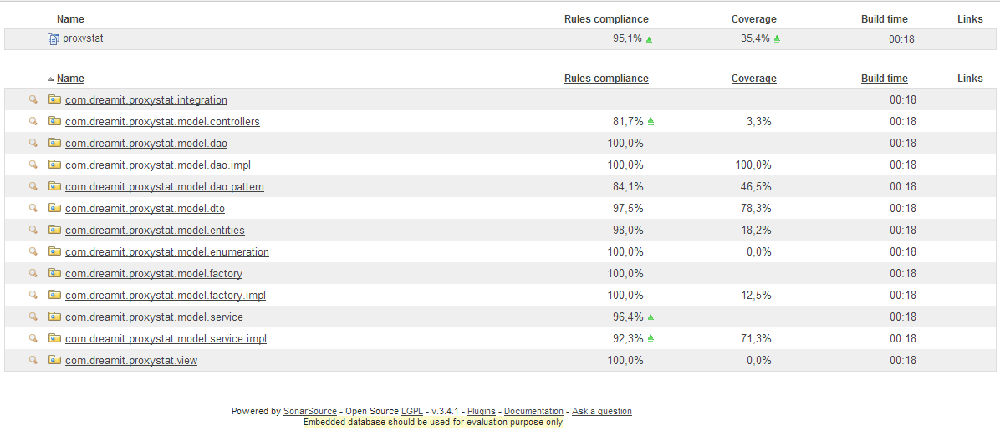 Name Rules compliance Coverage Build time Links
proxystat 95,1% 35,4% 00:18
Name Rules compliance Coverage Build time Links
com.dreamit.proxystat.integration 00:18
com.dreamit.proxystat.model.controllers 81,7% 3,3% 00:18
com.dreamit.proxystat.model.dao 100,0% 00:18
com.dreamit.proxystat.model.dao.impl 100,0% 100,0% 00:18
com.dreamit.proxystat.model.dao.pattern 84,1% 46,5% 00:18
com.dreamit.proxystat.model.dto 97,5% 78,3% 00:18
com.dreamit.proxystat.model.entities 98,0% 18,2% 00:18
com.dreamit.proxystat.model.enumeration 100,0% 0,0% 00:18
com.dreamit.proxystat.model.factory 100,0% 00:18
com.dreamit.proxystat.model.factory.impl 100,0% 12,5% 00:18
com.dreamit.proxystat.model.service 96,4% 00:18
com.dreamit.proxystat.model.service.impl 92,3% 71,3% 00:18
com.dreamit.proxystat.view 100,0% 0,0% 00:18
Powered by SonarSource - Open Source LGPL - v.3.4.1 - Plugins - Documentation - Ask a question
Embedded database should be used for evaluation purpose only